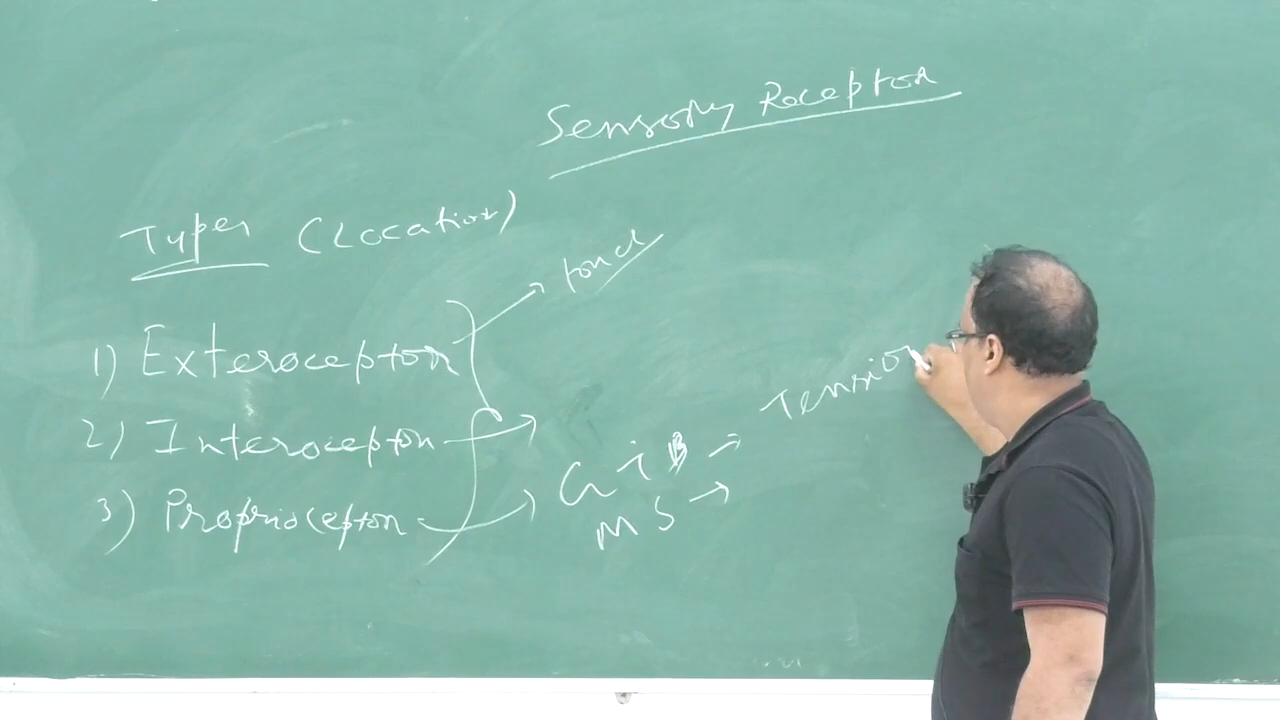 Sensory Receptor
Types (Location)
touch
1) Exteroceptor
2) Interoceptor
3) Proprioceptor
GTB → Tension
MS →